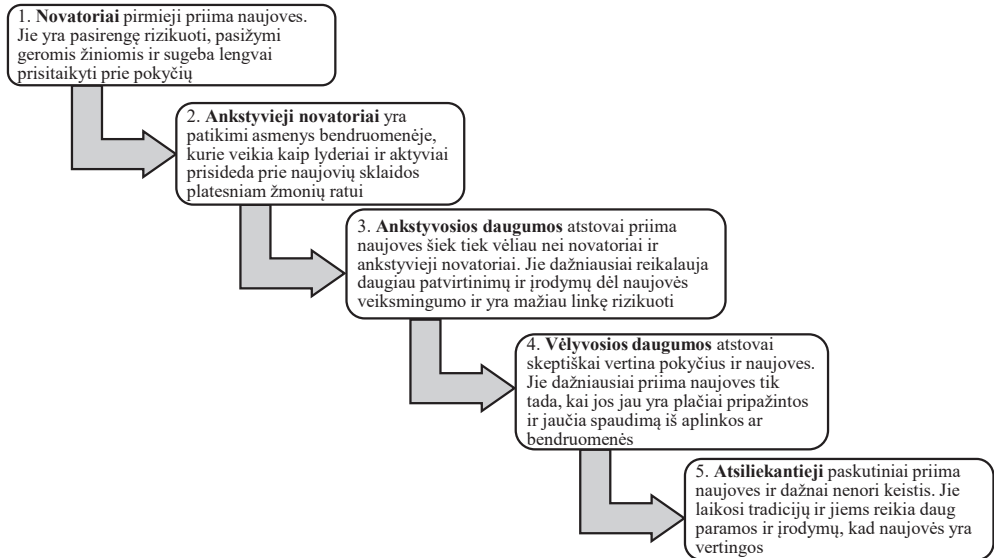 1. Novatoriai pirmieji priima naujoves.
Jie yra pasirengę rizikuoti, pasižymi
geromis žiniomis ir sugeba lengvai
prisitaikyti prie pokyčių
2. Ankstyvieji novatoriai yra
patikimi asmenys bendruomenėje,
kurie veikia kaip lyderiai ir aktyviai
prisideda prie naujovių sklaidos
platesniam žmonių ratui
3. Ankstyvosios daugumos atstovai priima
naujoves šiek tiek vėliau nei novatoriai ir
ankstyvieji novatoriai. Jie dažniausiai reikalauja
daugiau patvirtinimų ir įrodymų dėl naujovės
veiksmingumo ir yra mažiau linkę rizikuoti
4. Vėlyvosios daugumos atstovai
skeptiškai vertina pokyčius ir naujoves.
Jie dažniausiai priima naujoves tik
tada, kai jos jau yra plačiai pripažintos
ir jaučia spaudimą iš aplinkos ar
bendruomenės
5. Atsiliekantieji paskutiniai priima
naujoves ir dažnai nenori keistis. Jie
laikosi tradicijų ir jiems reikia daug
paramos ir įrodymų, kad naujovės yra
vertingos